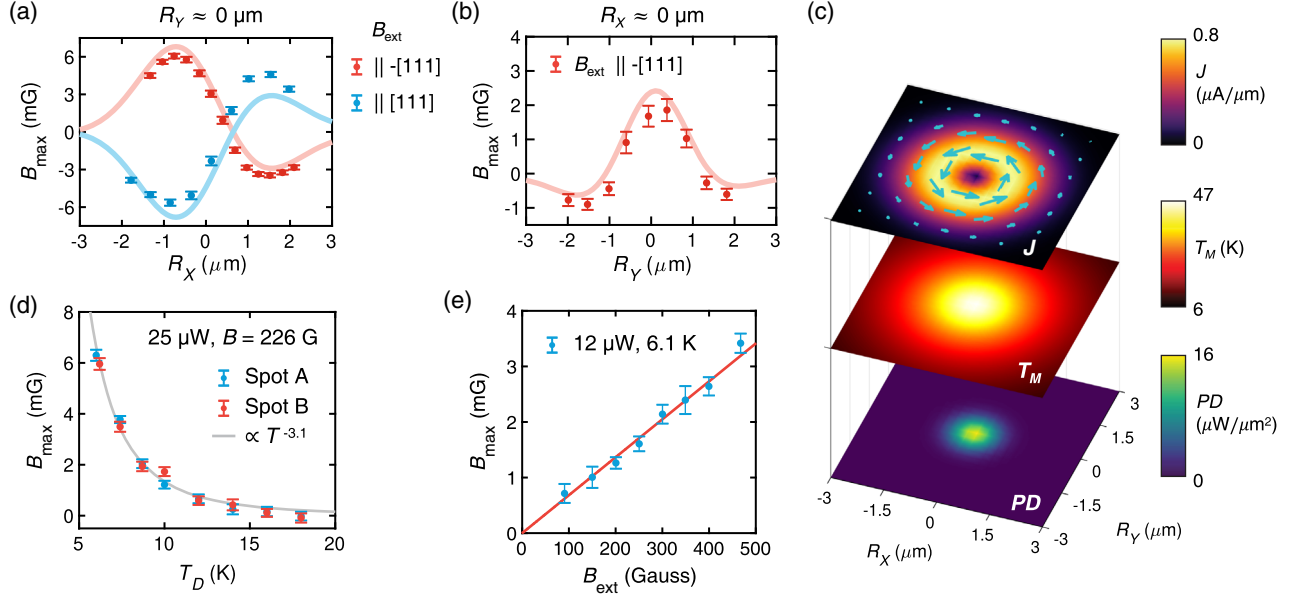 (a)
R_Y ≈ 0 μm
B_max (mG)
6
3
0
-3
-6
-3 -2 -1 0 1 2 3
R_X (μm)
B_ext
|| -[111]
|| [111]
(b)
R_X ≈ 0 μm
B_max (mG)
4
3
2
1
0
-1
B_ext || -[111]
-3 -2 -1 0 1 2 3
R_Y (μm)
(c)
0.8
J
(μA/μm)
0
47
T_M (K)
6
16
PD
(μW/μm²)
0
J
T_M
PD
-3
-1.5
0
1.5
3
R_X (μm)
-3
-1.5
0
1.5
3
R_Y (μm)
(d)
B_max (mG)
8
6
4
2
0
25 μW, B = 226 G
Spot A
Spot B
∝ T^-3.1
5 10 15 20
T_D (K)
(e)
B_max (mG)
4
3
2
1
0
12 μW, 6.1 K
0 100 200 300 400 500
B_ext (Gauss)